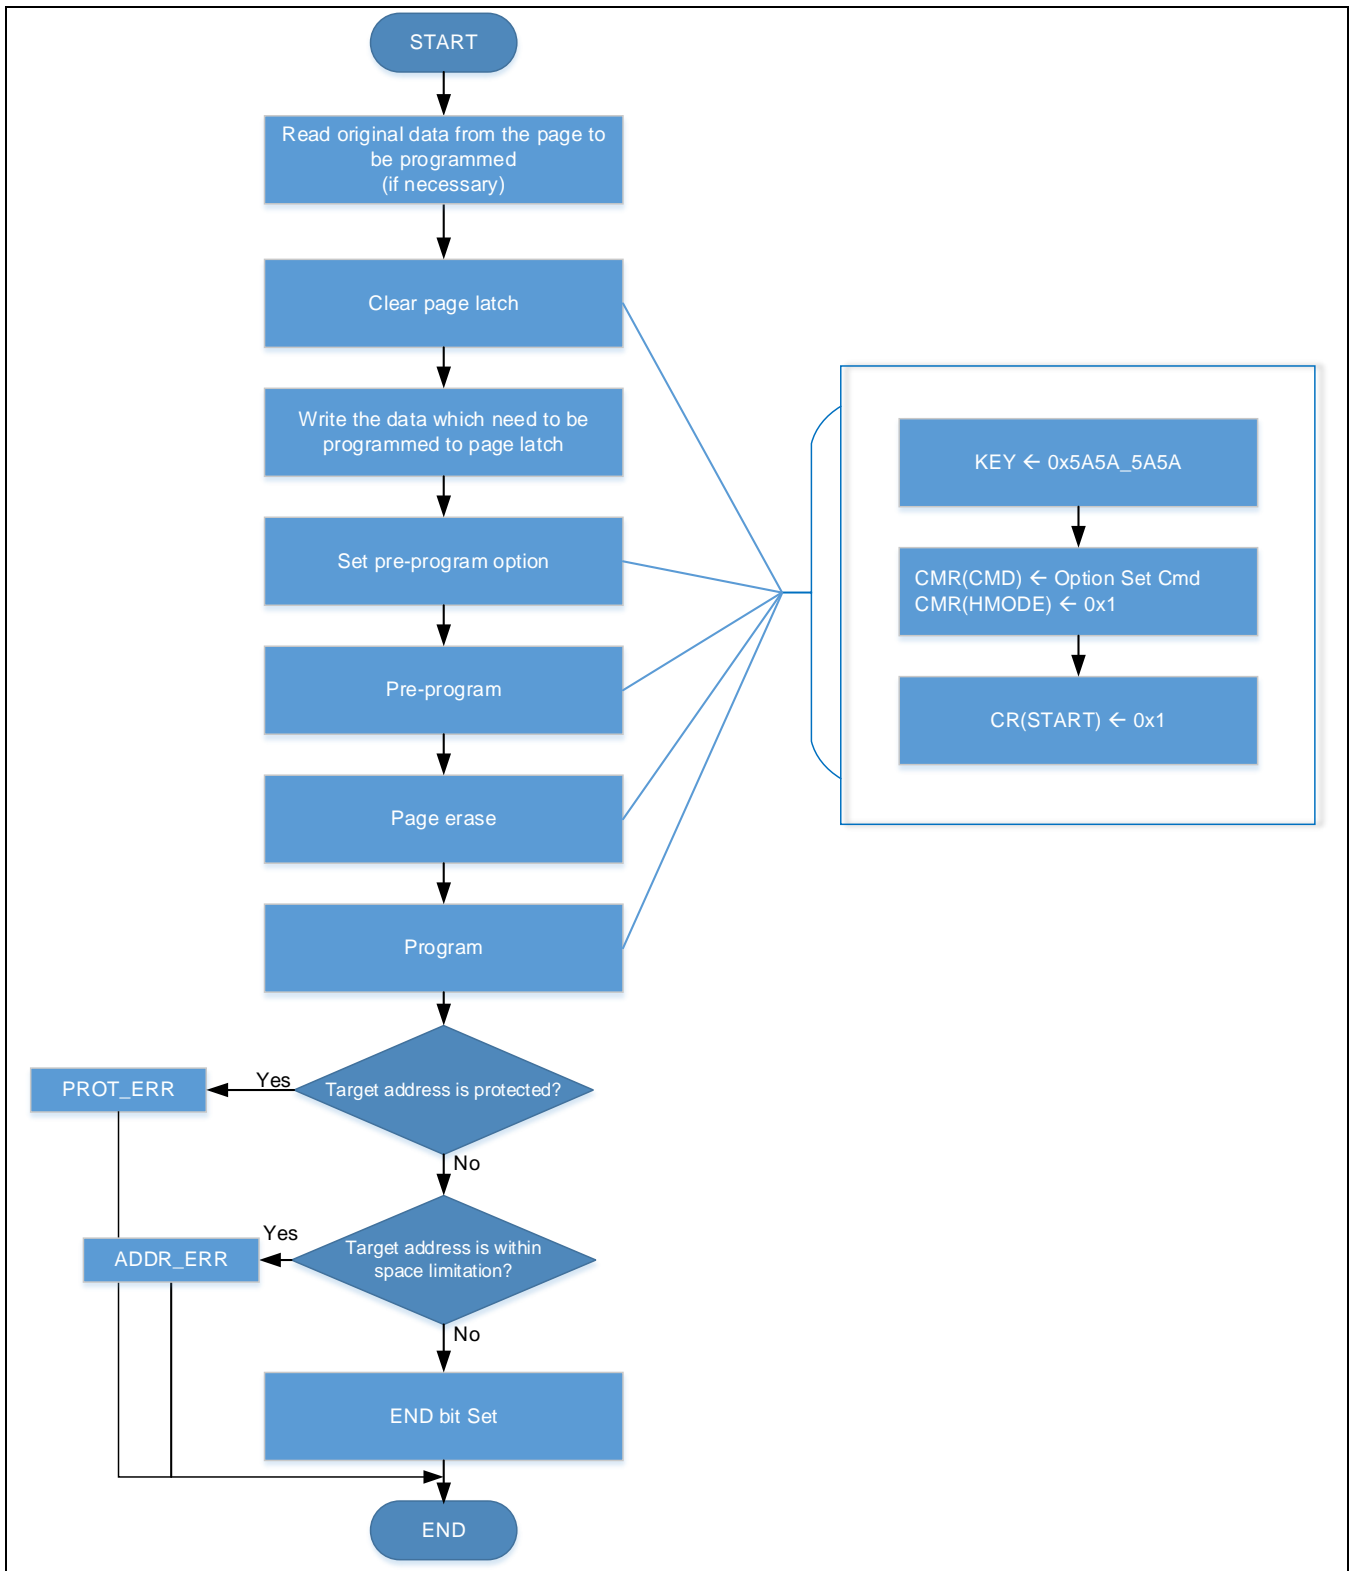 START
Read original data from the page to
be programmed
(if necessary)
Clear page latch
Write the data which need to be
programmed to page latch
Set pre-program option
Pre-program
Page erase
Program
KEY ← 0x5A5A_5A5A
CMR(CMD) ← Option Set Cmd
CMR(HMODE) ← 0x1
CR(START) ← 0x1
Target address is protected?
Yes
PROT_ERR
No
Target address is within
space limitation?
Yes
ADDR_ERR
No
END bit Set
END